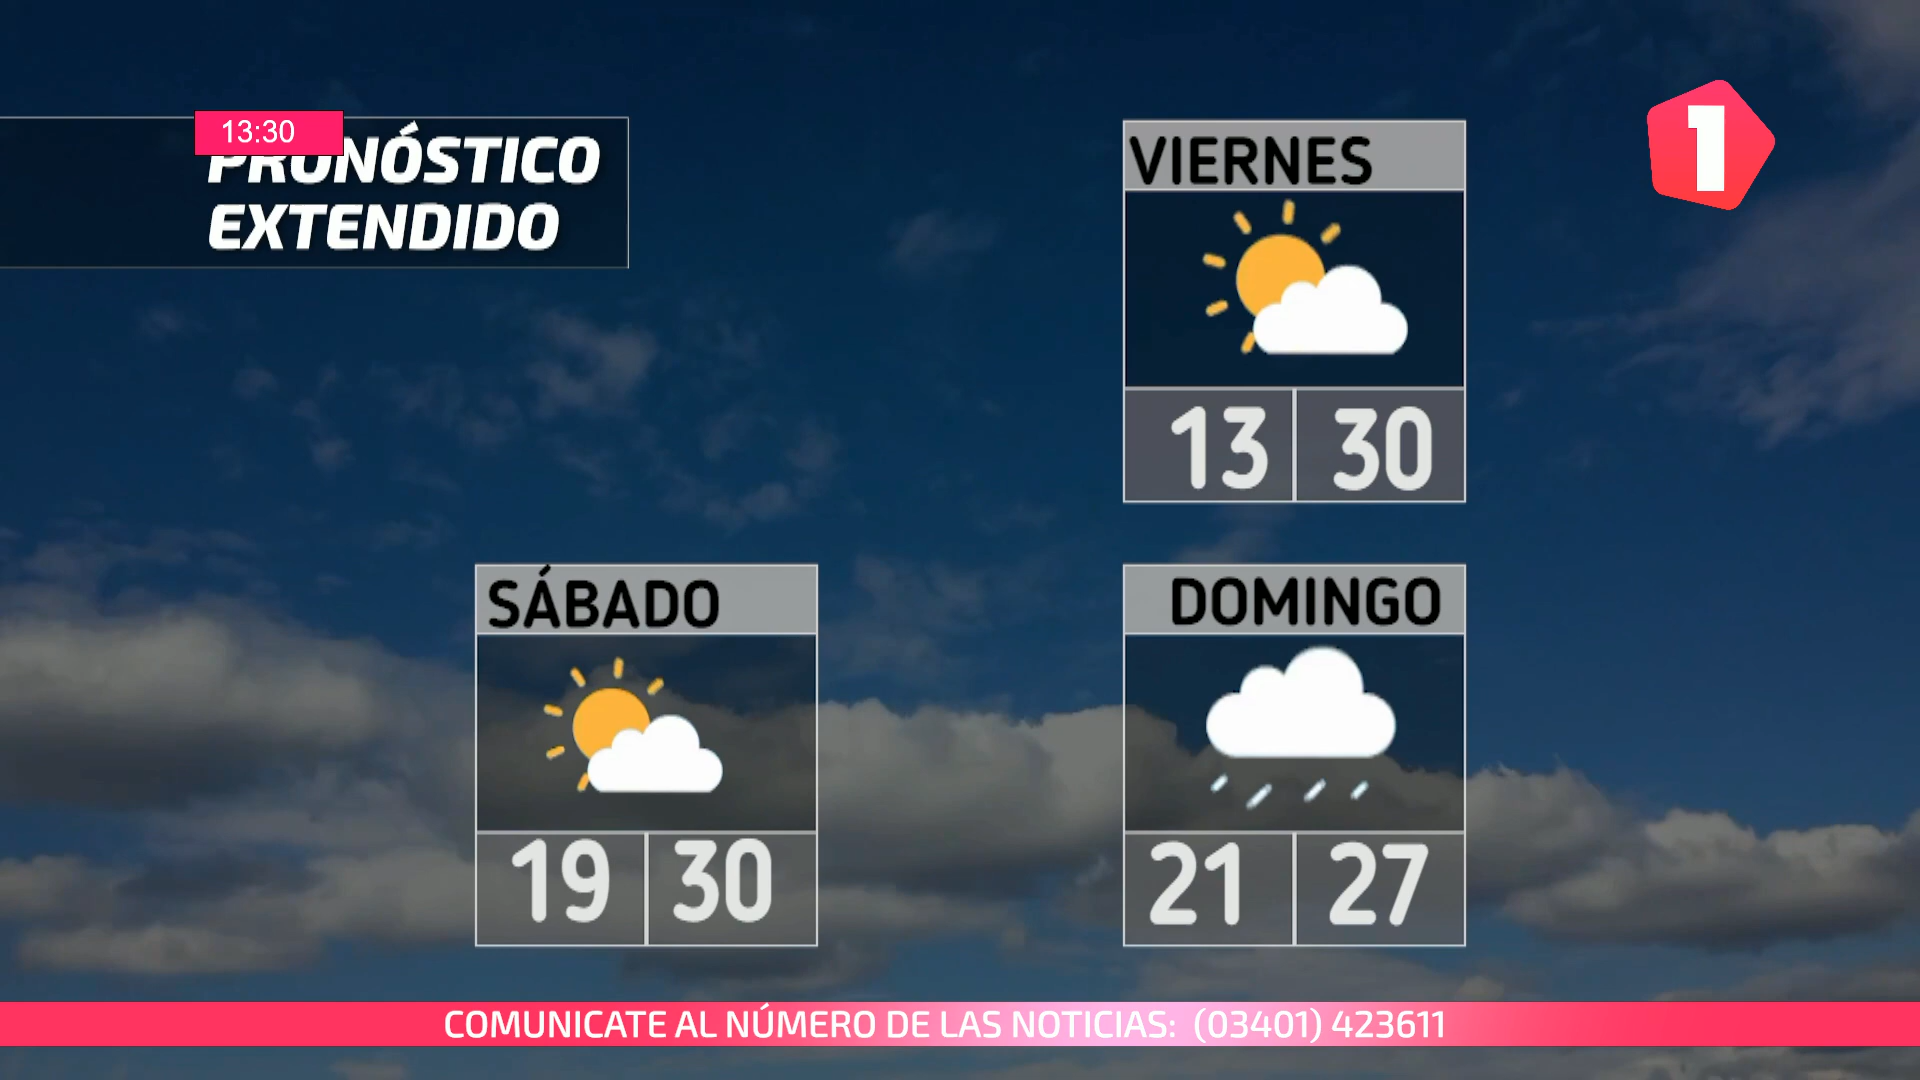 13:30
PRONÓSTICO
EXTENDIDO
1
VIERNES
13 30
SÁBADO
19 30
DOMINGO
21 27
COMUNICATE AL NÚMERO DE LAS NOTICIAS: (03401) 423611